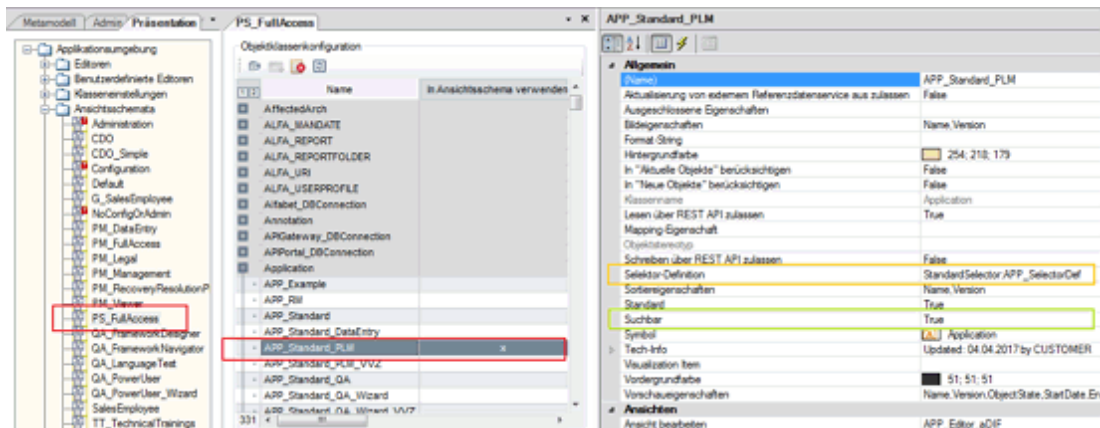 Metamodell
Admin
Präsentation
Applikationsumgebung
Editoren
Benutzerdefinierte Editoren
Klasseneinstellungen
Ansichtsschemata
Administration
CDO
CDO_Simple
Configuration
Default
G_SalesEmployee
NoConfigOrAdmin
PM_DataEntry
PM_FullAccess
PM_Legal
PM_Management
PM_RecoveryResolutionP
PM_Viewer
PS_FullAccess
QA_FrameworkDesigner
QA_FrameworkNavigator
QA_LanguageTest
QA_PowerUser
QA_PowerUser_Wizard
SalesEmployee
TT_TechnicalTrainings
PS_FullAccess
Objektklassenkonfiguration
Name In Ansichtsschema verwenden
AffectedArch
ALFA_MANDATE
ALFA_REPORT
ALFA_REPORTFOLDER
ALFA_URI
ALFA_USERPROFILE
Alfabet_DBConnection
Annotation
APIGateway_DBConnection
APIPortal_DBConnection
Application
APP_Example
APP_RM
APP_Standard
APP_Standard_DataEntry
APP_Standard_PLM x
APP_Standard_PLM_VVZ
APP_Standard_QA
APP_Standard_QA_Wizard
APP_Standard_QA_Wizard_VVZ
331
APP_Standard_PLM
Allgemein
(Name) APP_Standard_PLM
Aktualisierung von externem Referenzdatenservice aus zulassen False
Ausgeschlossene Eigenschaften
Bildeigenschaften Name,Version
Format-String
Hintergrundfarbe 254; 218; 179
In "Aktuelle Objekte" berücksichtigen False
In "Neue Objekte" berücksichtigen False
Klassenname Application
Lesen über REST API zulassen True
Mapping-Eigenschaft
Objektstereotyp
Schreiben über REST API zulassen False
Selektor-Definition StandardSelector:APP_SelectorDef
Sortiereigenschaften Name,Version
Standard True
Suchbar True
Symbol Application
Tech-Info Updated: 04.04.2017 by CUSTOMER
Visualization Item
Vordergrundfarbe 51; 51; 51
Vorschaueigenschaften Name,Version,ObjectState,StartDate,En
Ansichten
Ansicht bearbeiten APP_Editor_aDIF